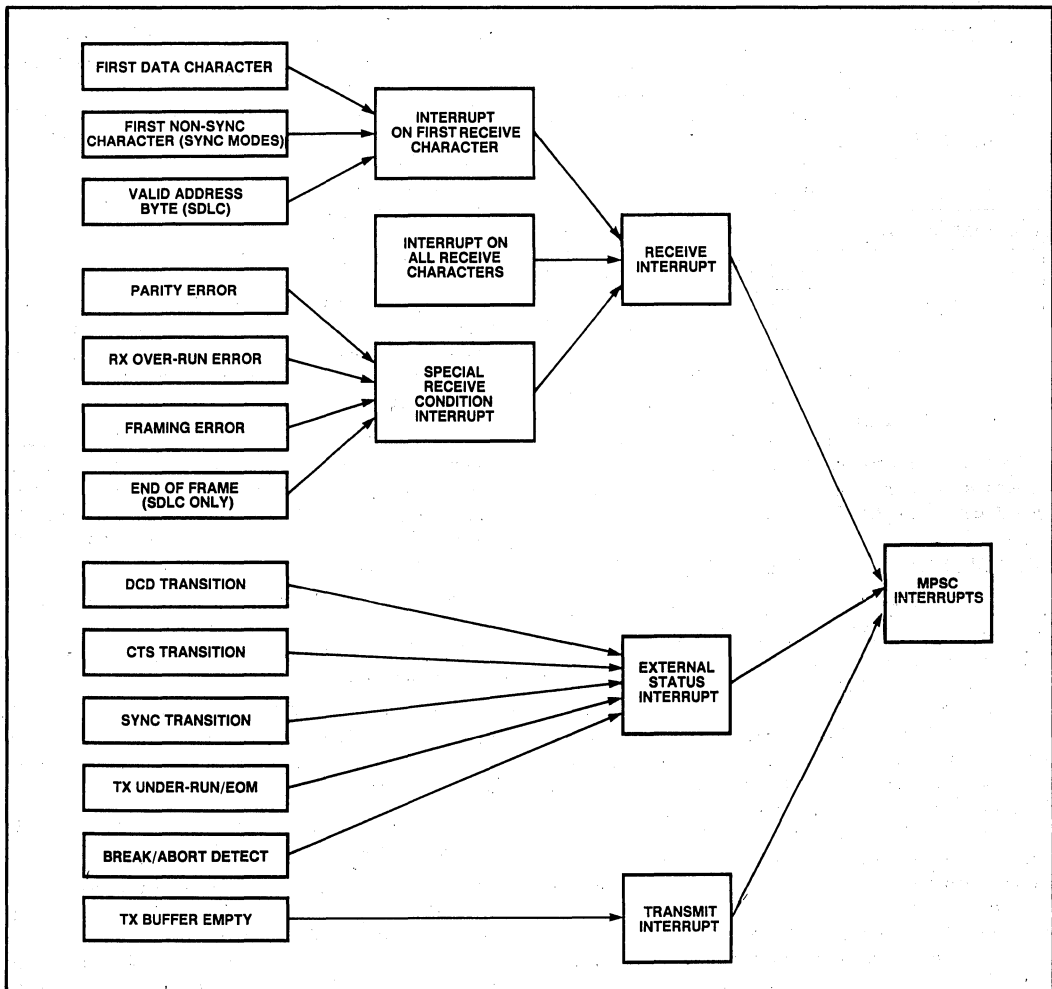 FIRST DATA CHARACTER
FIRST NON-SYNC
CHARACTER (SYNC MODES)
VALID ADDRESS
BYTE (SDLC)
INTERRUPT
ON FIRST RECEIVE
CHARACTER
INTERRUPT ON
ALL RECEIVE
CHARACTERS
RECEIVE
INTERRUPT
PARITY ERROR
RX OVER-RUN ERROR
FRAMING ERROR
END OF FRAME
(SDLC ONLY)
SPECIAL
RECEIVE
CONDITION
INTERRUPT
DCD TRANSITION
CTS TRANSITION
SYNC TRANSITION
TX UNDER-RUN/EOM
BREAK/ABORT DETECT
EXTERNAL
STATUS
INTERRUPT
MPSC
INTERRUPTS
TX BUFFER EMPTY
TRANSMIT
INTERRUPT